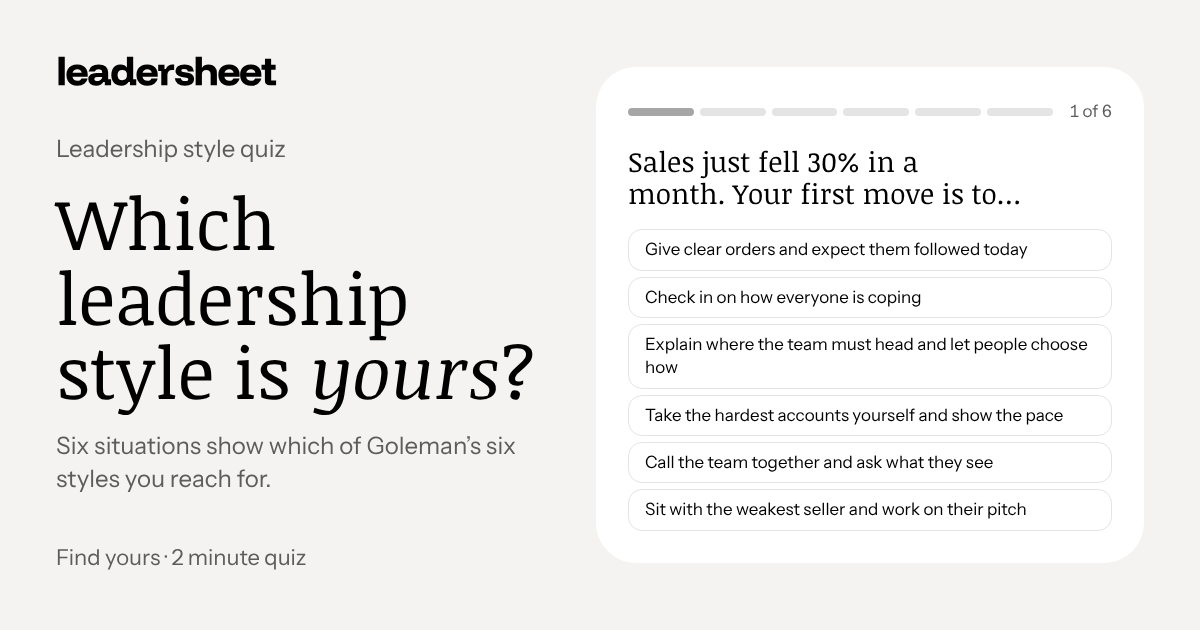 leadersheet
Leadership style quiz
Which
leadership
style is yours?
Six situations show which of Goleman’s six
styles you reach for.
Find yours · 2 minute quiz
1 of 6
Sales just fell 30% in a
month. Your first move is to…
Give clear orders and expect them followed today
Check in on how everyone is coping
Explain where the team must head and let people choose
how
Take the hardest accounts yourself and show the pace
Call the team together and ask what they see
Sit with the weakest seller and work on their pitch